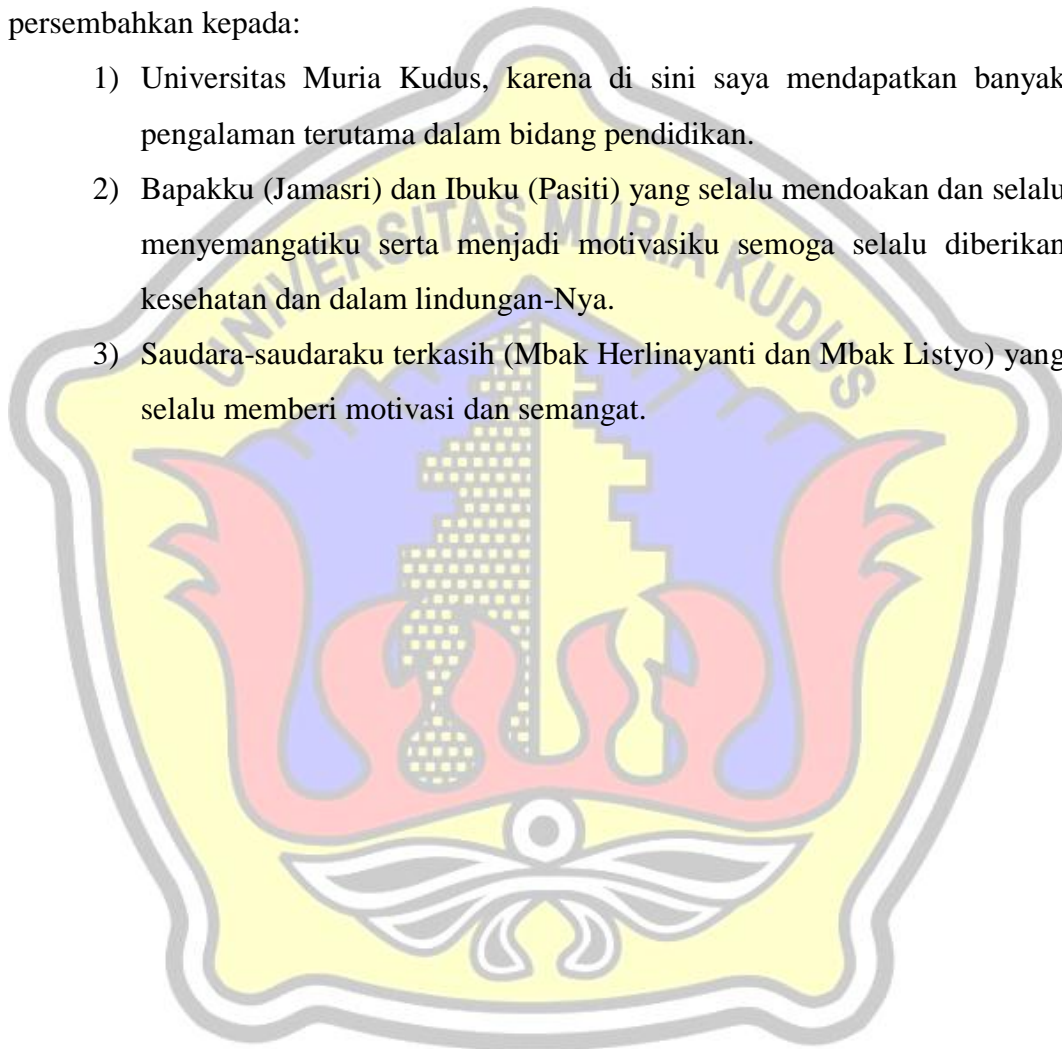 persembahkan kepada:
1) Universitas Muria Kudus, karena di sini saya mendapatkan banyak
pengalaman terutama dalam bidang pendidikan.
2) Bapakku (Jamasri) dan Ibuku (Pasiti) yang selalu mendoakan dan selalu
menyemangatiku serta menjadi motivasiku semoga selalu diberikan
kesehatan dan dalam lindungan-Nya.
3) Saudara-saudaraku terkasih (Mbak Herlinayanti dan Mbak Listyo) yang
selalu memberi motivasi dan semangat.
UNIVERSITAS MURIA KUDUS